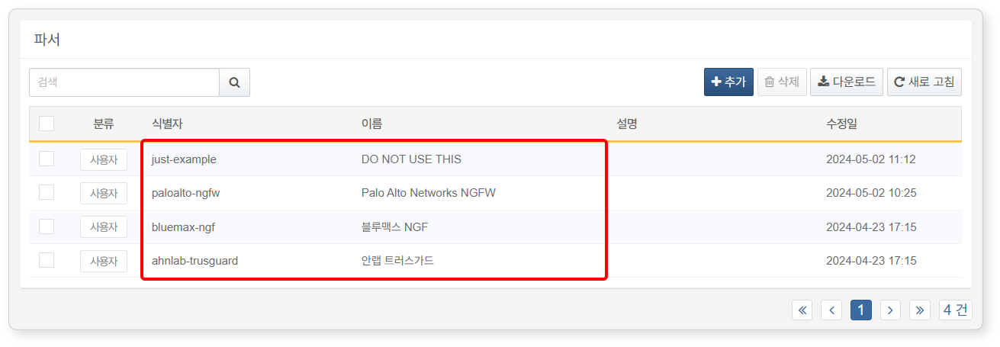 파서
검색
추가 삭제 다운로드 새로 고침
분류 식별자 이름 설명 수정일
사용자 just-example DO NOT USE THIS 2024-05-02 11:12
사용자 paloalto-ngfw Palo Alto Networks NGFW 2024-05-02 10:25
사용자 bluemax-ngf 블루맥스 NGF 2024-04-23 17:15
사용자 ahnlab-trusguard 안랩 트러스가드 2024-04-23 17:15
« ‹ 1 › » 4 건